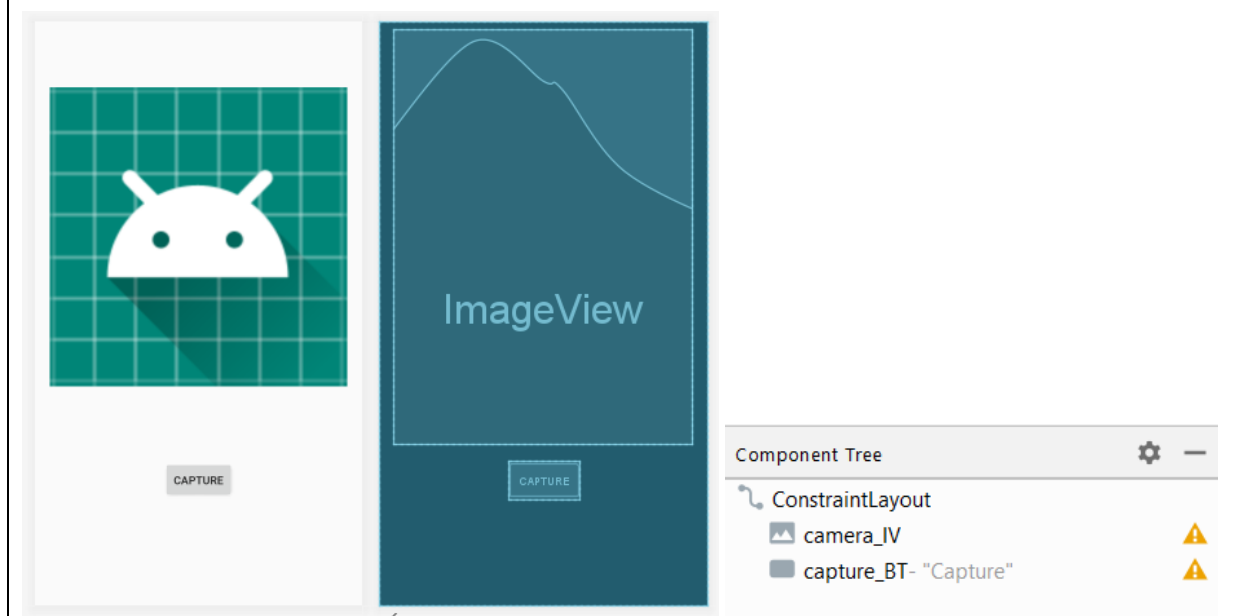 CAPTURE
ImageView
CAPTURE
Component Tree
ConstraintLayout
camera_IV
capture_BT- "Capture"